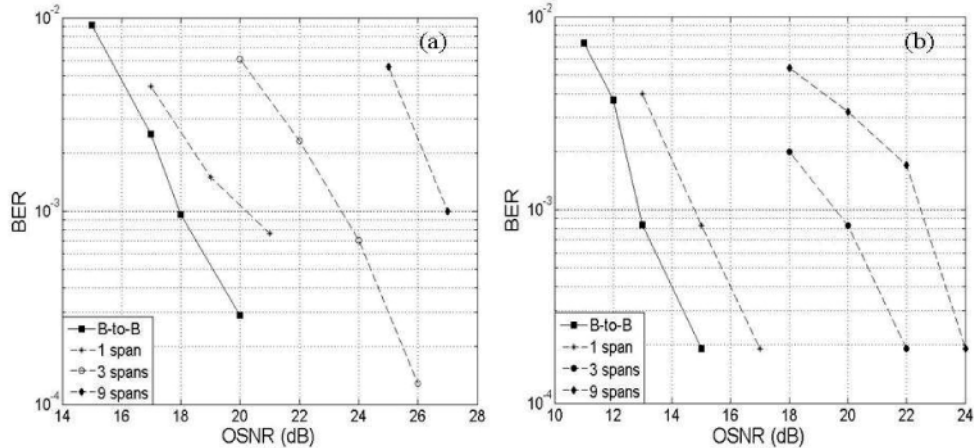 (a)
BER
10^-2
10^-3
10^-4
B-to-B
1 span
3 spans
9 spans
14 16 18 20 22 24 26 28
OSNR (dB)
(b)
BER
10^-2
10^-3
10^-4
B-to-B
1 span
3 spans
9 spans
10 12 14 16 18 20 22 24
OSNR (dB)